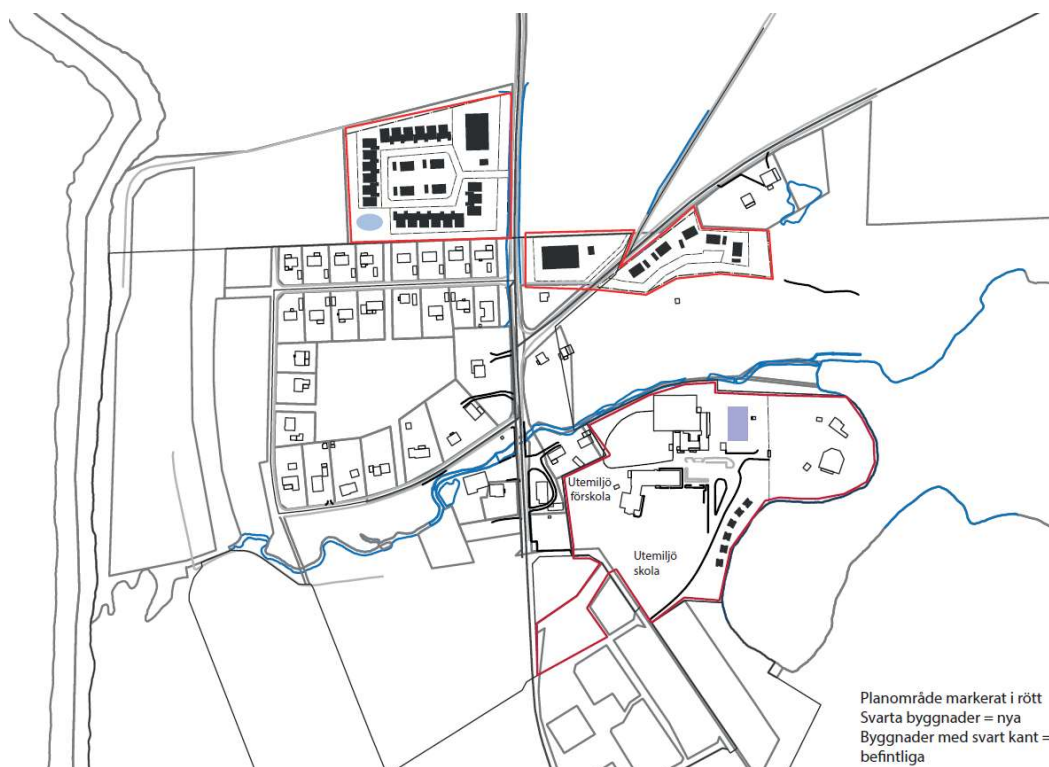 Utemiljö
förskola
Utemiljö
skola
Planområde markerat i rött
Svarta byggnader = nya
Byggnader med svart kant =
befintliga